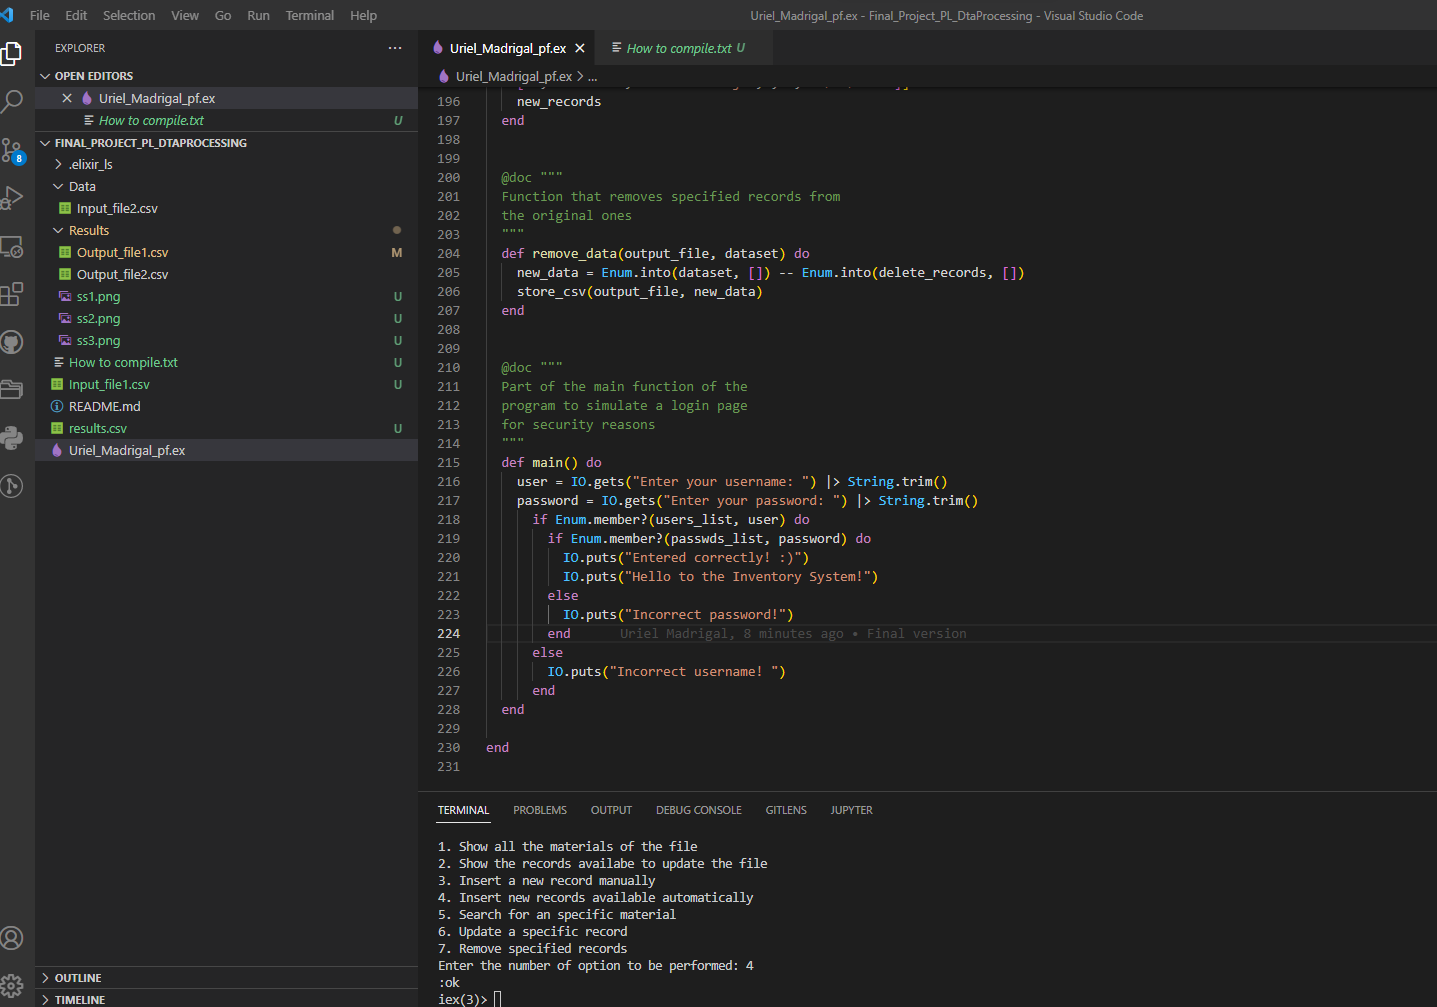 File Edit Selection View Go Run Terminal Help
Uriel_Madrigal_pf.ex - Final_Project_PL_DtaProcessing - Visual Studio Code
EXPLORER
OPEN EDITORS
Uriel_Madrigal_pf.ex
How to compile.txt U
FINAL_PROJECT_PL_DTAPROCESSING
.elixir_ls
Data
Input_file2.csv
Results
Output_file1.csv M
Output_file2.csv
ss1.png U
ss2.png U
ss3.png U
How to compile.txt U
Input_file1.csv U
README.md
results.csv U
Uriel_Madrigal_pf.ex
OUTLINE
TIMELINE
8
Uriel_Madrigal_pf.ex
How to compile.txt U
Uriel_Madrigal_pf.ex > ...
196 new_records
197 end
198
199
200 @doc """
201 Function that removes specified records from
202 the original ones
203 """
204 def remove_data(output_file, dataset) do
205 new_data = Enum.into(dataset, []) -- Enum.into(delete_records, [])
206 store_csv(output_file, new_data)
207 end
208
209
210 @doc """
211 Part of the main function of the
212 program to simulate a login page
213 for security reasons
214 """
215 def main() do
216 user = IO.gets("Enter your username: ") |> String.trim()
217 password = IO.gets("Enter your password: ") |> String.trim()
218 if Enum.member?(users_list, user) do
219 if Enum.member?(passwds_list, password) do
220 IO.puts("Entered correctly! :)")
221 IO.puts("Hello to the Inventory System!")
222 else
223 IO.puts("Incorrect password!")
224 end Uriel Madrigal, 8 minutes ago • Final version
225 else
226 IO.puts("Incorrect username! ")
227 end
228 end
229
230 end
231
TERMINAL PROBLEMS OUTPUT DEBUG CONSOLE GITLENS JUPYTER
1. Show all the materials of the file
2. Show the records availabe to update the file
3. Insert a new record manually
4. Insert new records available automatically
5. Search for an specific material
6. Update a specific record
7. Remove specified records
Enter the number of option to be performed: 4
:ok
iex(3)>